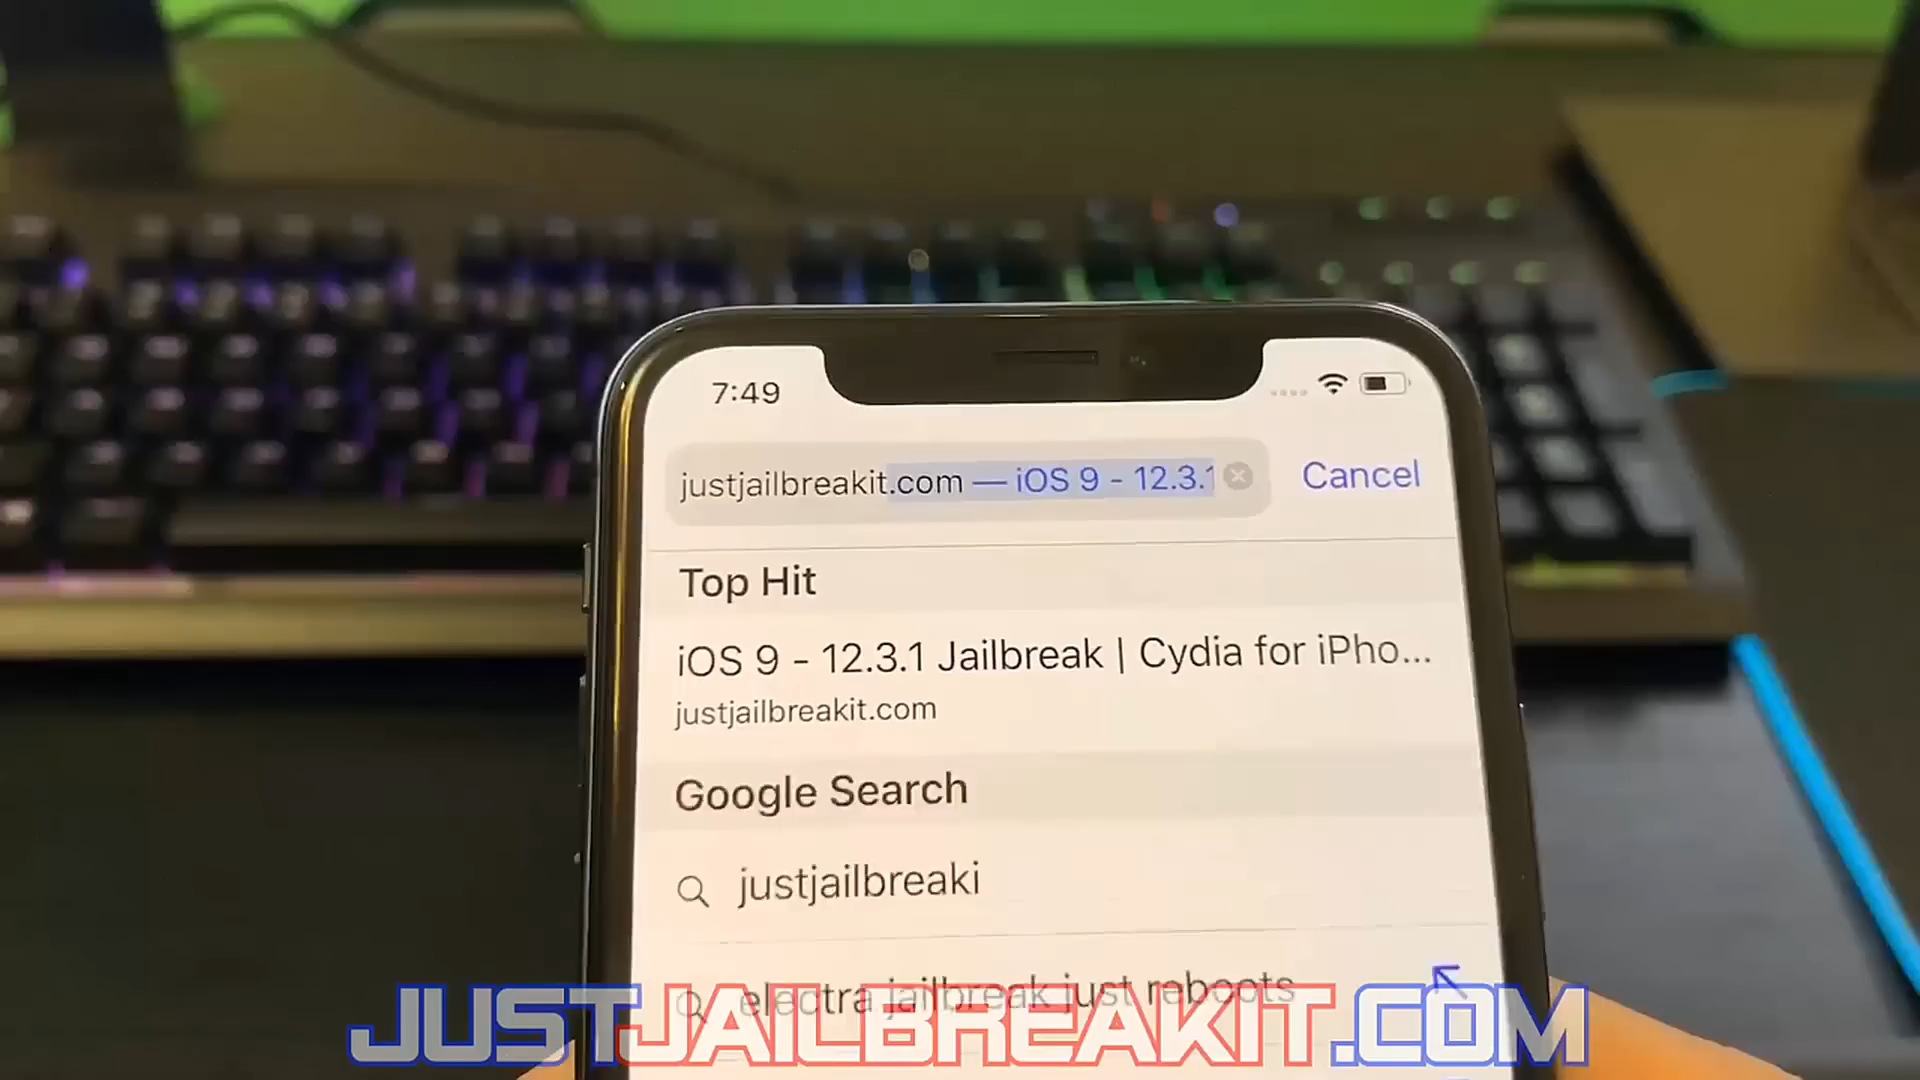 7:49
justjailbreakit.com — iOS 9 - 12.3.1
Cancel
Top Hit
iOS 9 - 12.3.1 Jailbreak | Cydia for iPho...
justjailbreakit.com
Google Search
justjailbreaki
electra jailbreak just reboots
JUSTJAILBREAKIT.COM